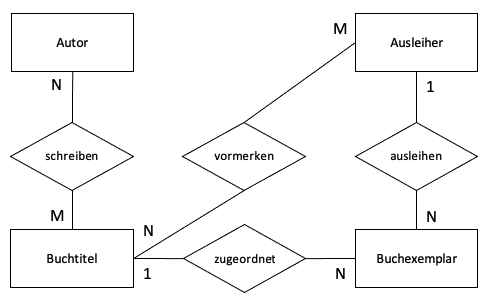 Autor
M
Ausleiher
N
1
schreiben
vormerken
ausleihen
M
N
N
Buchtitel
1
zugeordnet
N
Buchexemplar